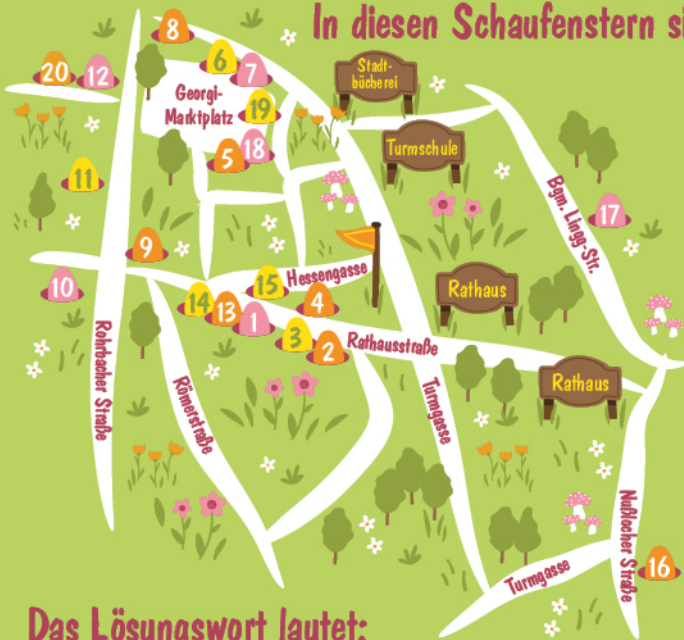 In diesen Schaufenstern si
8
6
7
20
12
Stadt-
bücherei
Georgi-
Marktplatz
19
Turmschule
5
18
11
Bgm. Lingg-Str.
17
9
10
Hessengasse
15
14
13
4
1
3
2
Rathaus
Rathausstraße
Rathaus
Rohrbacher Straße
Römerstraße
Turmgasse
Nußlocher Straße
16
Turmgasse
Das Lösungswort lautet: